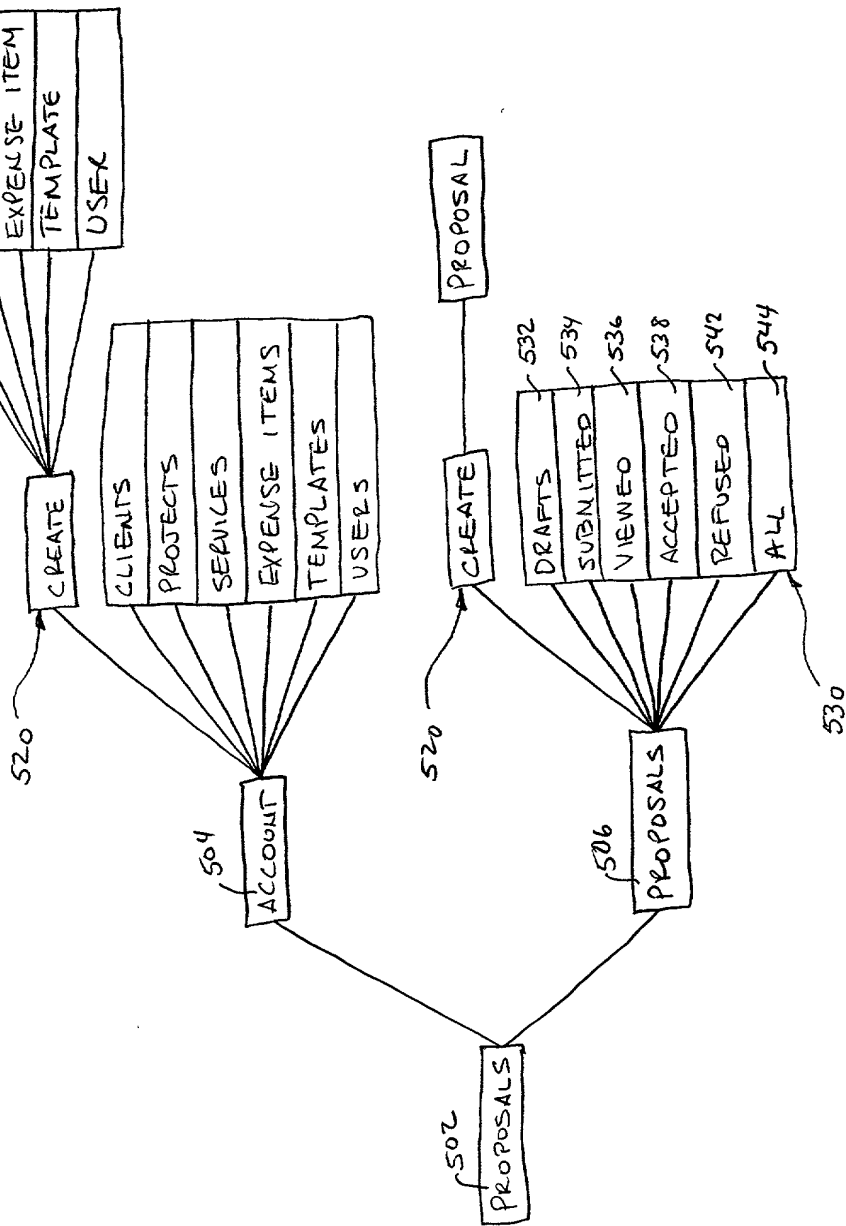 EXPENSE ITEM
TEMPLATE
USER
520
CREATE
CLIENTS
PROJECTS
SERVICES
EXPENSE ITEMS
TEMPLATES
USERS
504
ACCOUNT
502
PROPOSALS
520
CREATE
PROPOSAL
506
PROPOSALS
DRAFTS
532
SUBMITTED
534
VIEWED
536
ACCEPTED
538
REFUSED
542
ALL
544
530